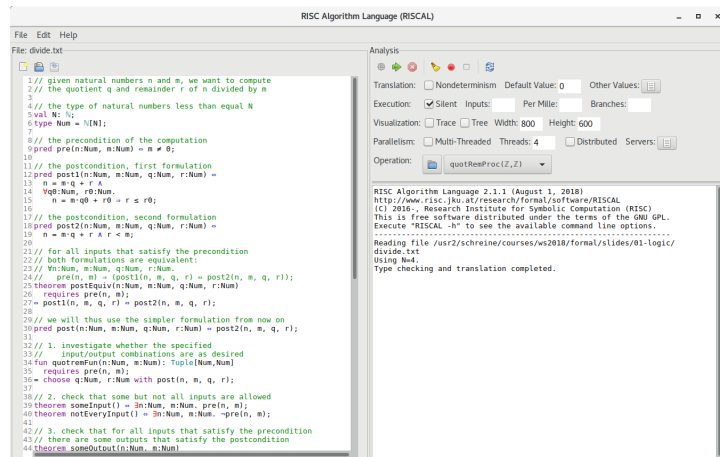 RISC Algorithm Language (RISCAL)
File Edit Help
File: divide.txt
1 // given natural numbers n and m, we want to compute
2 // the quotient q and remainder r of n divided by m
3
4 // the type of natural numbers less than equal N
5 val N: ℕ;
6 type Num = ℕ[N];
7
8 // the precondition of the computation
9 pred pre(n:Num, m:Num) ⇔ m ≠ 0;
10
11 // the postcondition, first formulation
12 pred post1(n:Num, m:Num, q:Num, r:Num) ⇔
13 n = m·q + r ∧
14 ∀q0:Num, r0:Num.
15 n = m·q0 + r0 ⇒ r ≤ r0;
16
17 // the postcondition, second formulation
18 pred post2(n:Num, m:Num, q:Num, r:Num) ⇔
19 n = m·q + r ∧ r < m;
20
21 // for all inputs that satisfy the precondition
22 // both formulations are equivalent:
23 // ∀n:Num, m:Num, q:Num, r:Num.
24 // pre(n, m) ⇒ (post1(n, m, q, r) ⇔ post2(n, m, q, r));
25 theorem postEquiv(n:Num, m:Num, q:Num, r:Num)
26 requires pre(n, m);
27 ⇔ post1(n, m, q, r) ⇔ post2(n, m, q, r);
28
29 // we will thus use the simpler formulation from now on
30 pred post(n:Num, m:Num, q:Num, r:Num) ⇔ post2(n, m, q, r);
31
32 // 1. investigate whether the specified
33 // input/output combinations are as desired
34 fun quotremFun(n:Num, m:Num): Tuple[Num,Num]
35 requires pre(n, m);
36 = choose q:Num, r:Num with post(n, m, q, r);
37
38 // 2. check that some but not all inputs are allowed
39 theorem someInput() ⇔ ∃n:Num, m:Num. pre(n, m);
40 theorem notEveryInput() ⇔ ∃n:Num, m:Num. ¬pre(n, m);
41
42 // 3. check that for all inputs that satisfy the precondition
43 // there are some outputs that satisfy the postcondition
44 theorem someOutput(n:Num, m:Num)
Analysis
Translation: Nondeterminism Default Value: 0 Other Values:
Execution: Silent Inputs: Per Mille: Branches:
Visualization: Trace Tree Width: 800 Height: 600
Parallelism: Multi-Threaded Threads: 4 Distributed Servers:
Operation: quotRemProc(Z,Z)
RISC Algorithm Language 2.1.1 (August 1, 2018)
http://www.risc.jku.at/research/formal/software/RISCAL
(C) 2016-, Research Institute for Symbolic Computation (RISC)
This is free software distributed under the terms of the GNU GPL.
Execute "RISCAL -h" to see the available command line options.
-----------------------------------------------------------------
Reading file /usr2/schreine/courses/ws2018/formal/slides/01-logic/
divide.txt
Using N=4.
Type checking and translation completed.